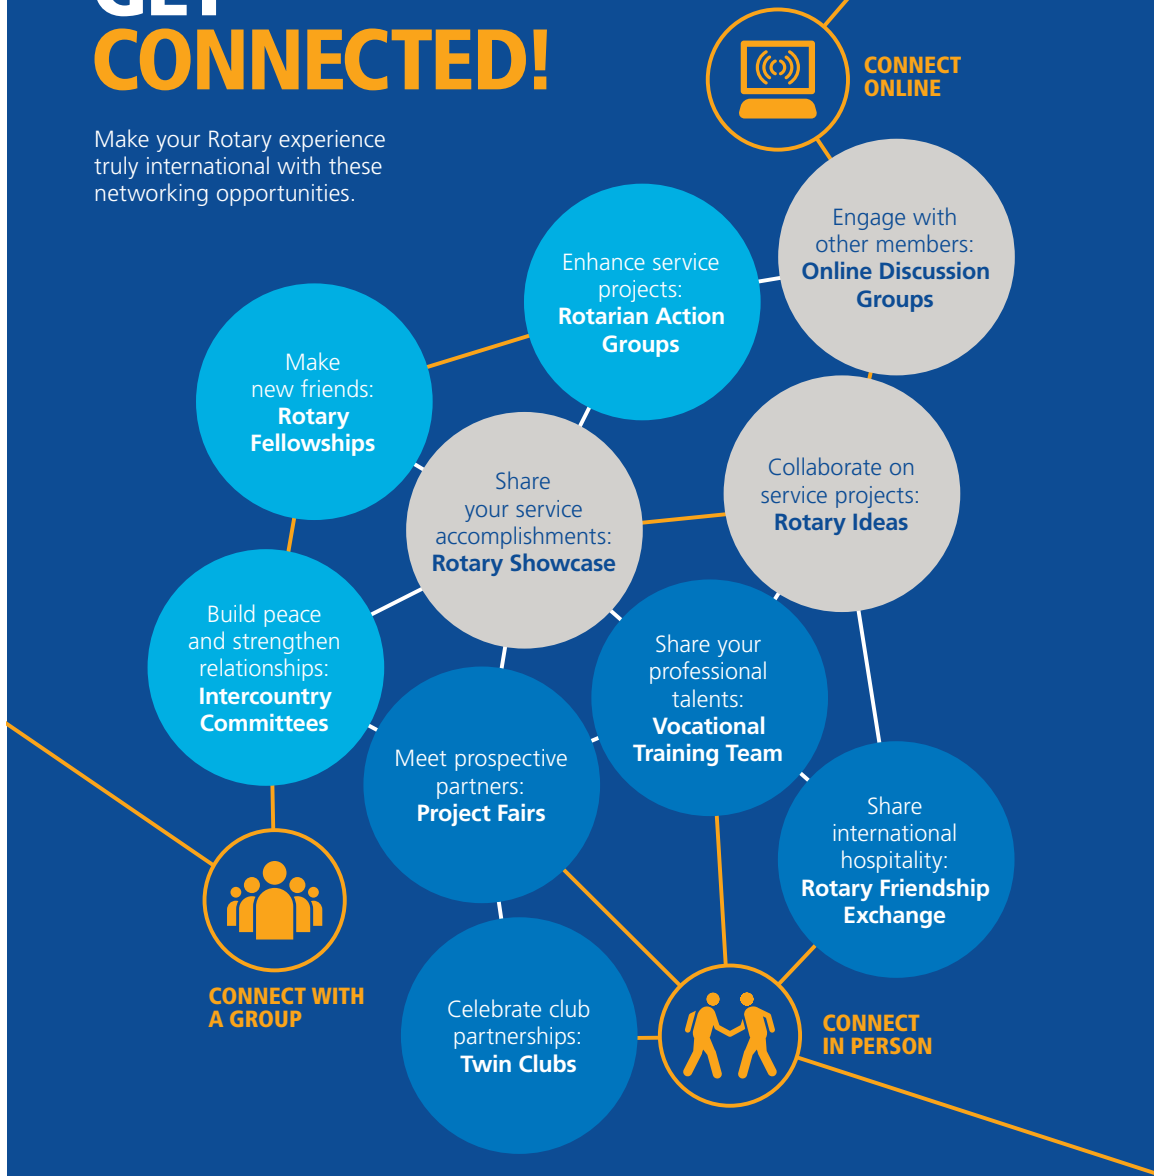 GET
CONNECTED!
Make your Rotary experience
truly international with these
networking opportunities.
CONNECT
ONLINE
Engage with
other members:
Online Discussion
Groups
Enhance service
projects:
Rotarian Action
Groups
Make
new friends:
Rotary
Fellowships
Share
your service
accomplishments:
Rotary Showcase
Collaborate on
service projects:
Rotary Ideas
Build peace
and strengthen
relationships:
Intercountry
Committees
Share your
professional
talents:
Vocational
Training Team
Meet prospective
partners:
Project Fairs
Share
international
hospitality:
Rotary Friendship
Exchange
CONNECT WITH
A GROUP
Celebrate club
partnerships:
Twin Clubs
CONNECT
IN PERSON